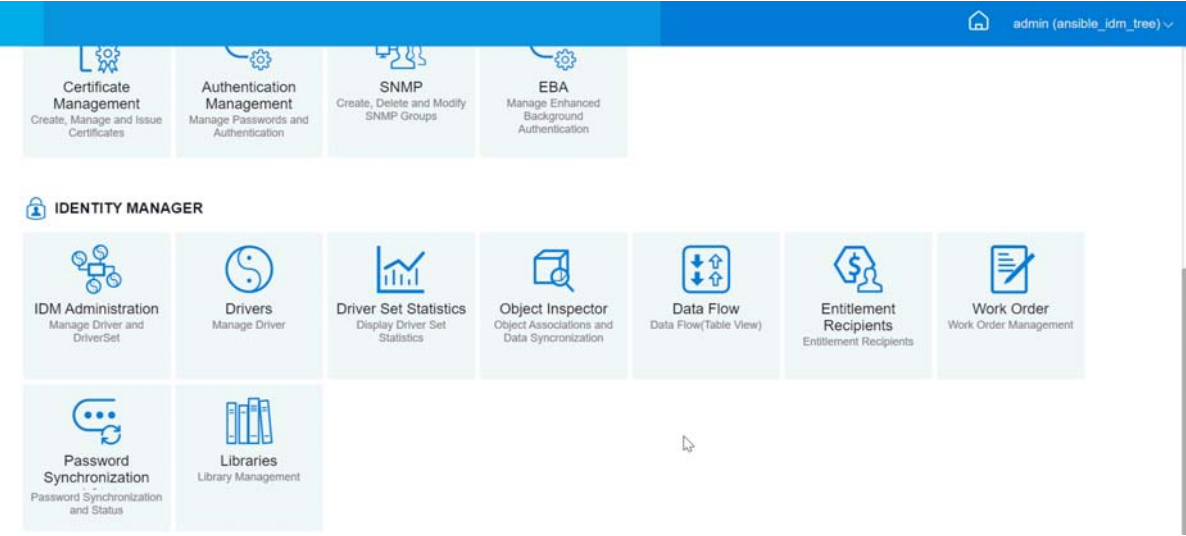 admin (ansible_idm_tree)
Certificate
Management
Create, Manage and Issue
Certificates
Authentication
Management
Manage Passwords and
Authentication
SNMP
Create, Delete and Modify
SNMP Groups
EBA
Manage Enhanced
Background
Authentication
IDENTITY MANAGER
IDM Administration
Manage Driver and
DriverSet
Drivers
Manage Driver
Driver Set Statistics
Display Driver Set
Statistics
Object Inspector
Object Associations and
Data Syncronization
Data Flow
Data Flow(Table View)
Entitlement
Recipients
Entitlement Recipients
Work Order
Work Order Management
Password
Synchronization
Password Synchronization
and Status
Libraries
Library Management